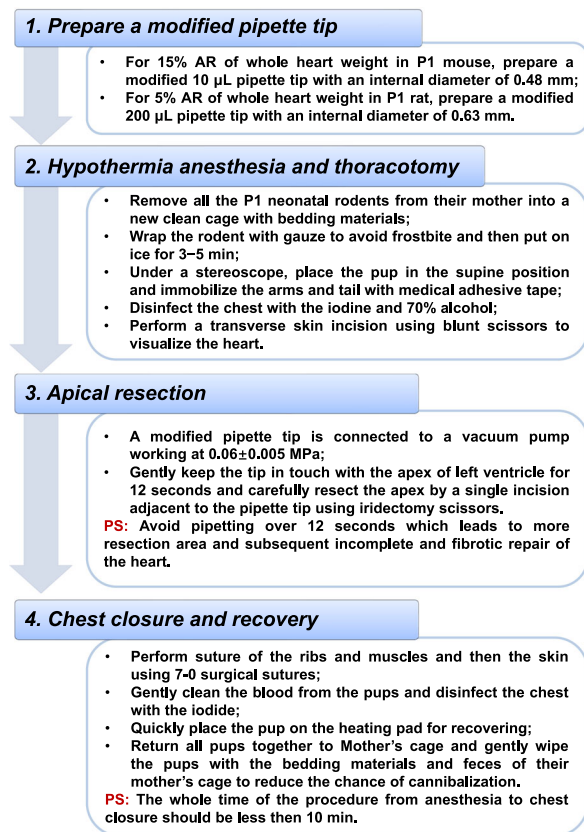 1. Prepare a modified pipette tip
• For 15% AR of whole heart weight in P1 mouse, prepare a
modified 10 µL pipette tip with an internal diameter of 0.48 mm;
• For 5% AR of whole heart weight in P1 rat, prepare a modified
200 µL pipette tip with an internal diameter of 0.63 mm.
2. Hypothermia anesthesia and thoracotomy
• Remove all the P1 neonatal rodents from their mother into a
new clean cage with bedding materials;
• Wrap the rodent with gauze to avoid frostbite and then put on
ice for 3−5 min;
• Under a stereoscope, place the pup in the supine position
and immobilize the arms and tail with medical adhesive tape;
• Disinfect the chest with the iodine and 70% alcohol;
• Perform a transverse skin incision using blunt scissors to
visualize the heart.
3. Apical resection
• A modified pipette tip is connected to a vacuum pump
working at 0.06±0.005 MPa;
• Gently keep the tip in touch with the apex of left ventricle for
12 seconds and carefully resect the apex by a single incision
adjacent to the pipette tip using iridectomy scissors.
PS: Avoid pipetting over 12 seconds which leads to more
resection area and subsequent incomplete and fibrotic repair of
the heart.
4. Chest closure and recovery
• Perform suture of the ribs and muscles and then the skin
using 7-0 surgical sutures;
• Gently clean the blood from the pups and disinfect the chest
with the iodide;
• Quickly place the pup on the heating pad for recovering;
• Return all pups together to Mother's cage and gently wipe
the pups with the bedding materials and feces of their
mother's cage to reduce the chance of cannibalization.
PS: The whole time of the procedure from anesthesia to chest
closure should be less then 10 min.